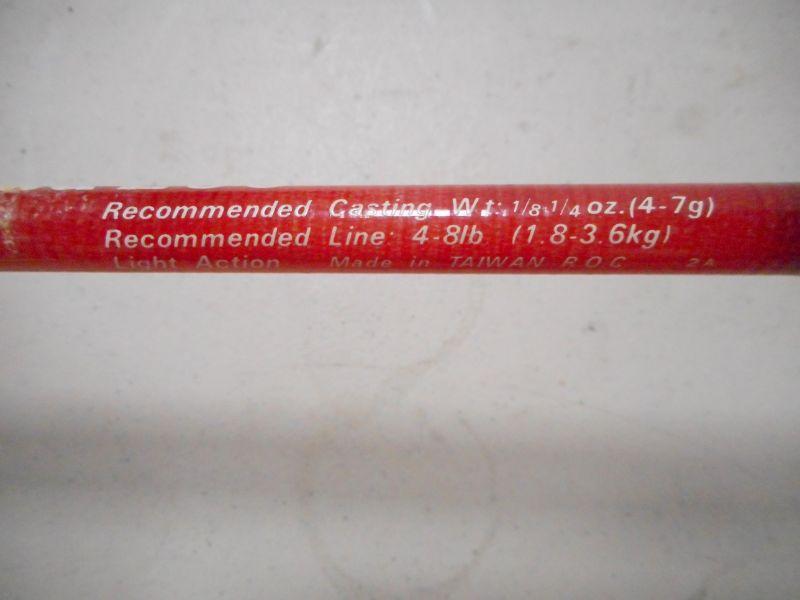 Recommended Casting Wt: 1/8-1/4 oz.(4-7g)
Recommended Line: 4-8lb (1.8-3.6kg)
Light Action Made in TAIWAN R.O.C 2A